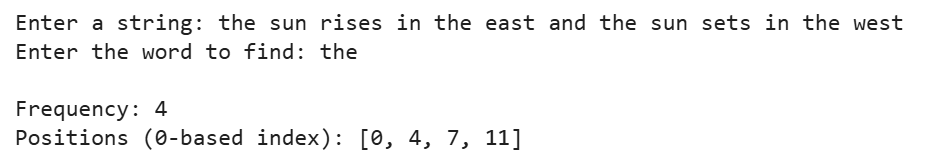 Enter a string: the sun rises in the east and the sun sets in the west
Enter the word to find: the
Frequency: 4
Positions (0-based index): [0, 4, 7, 11]